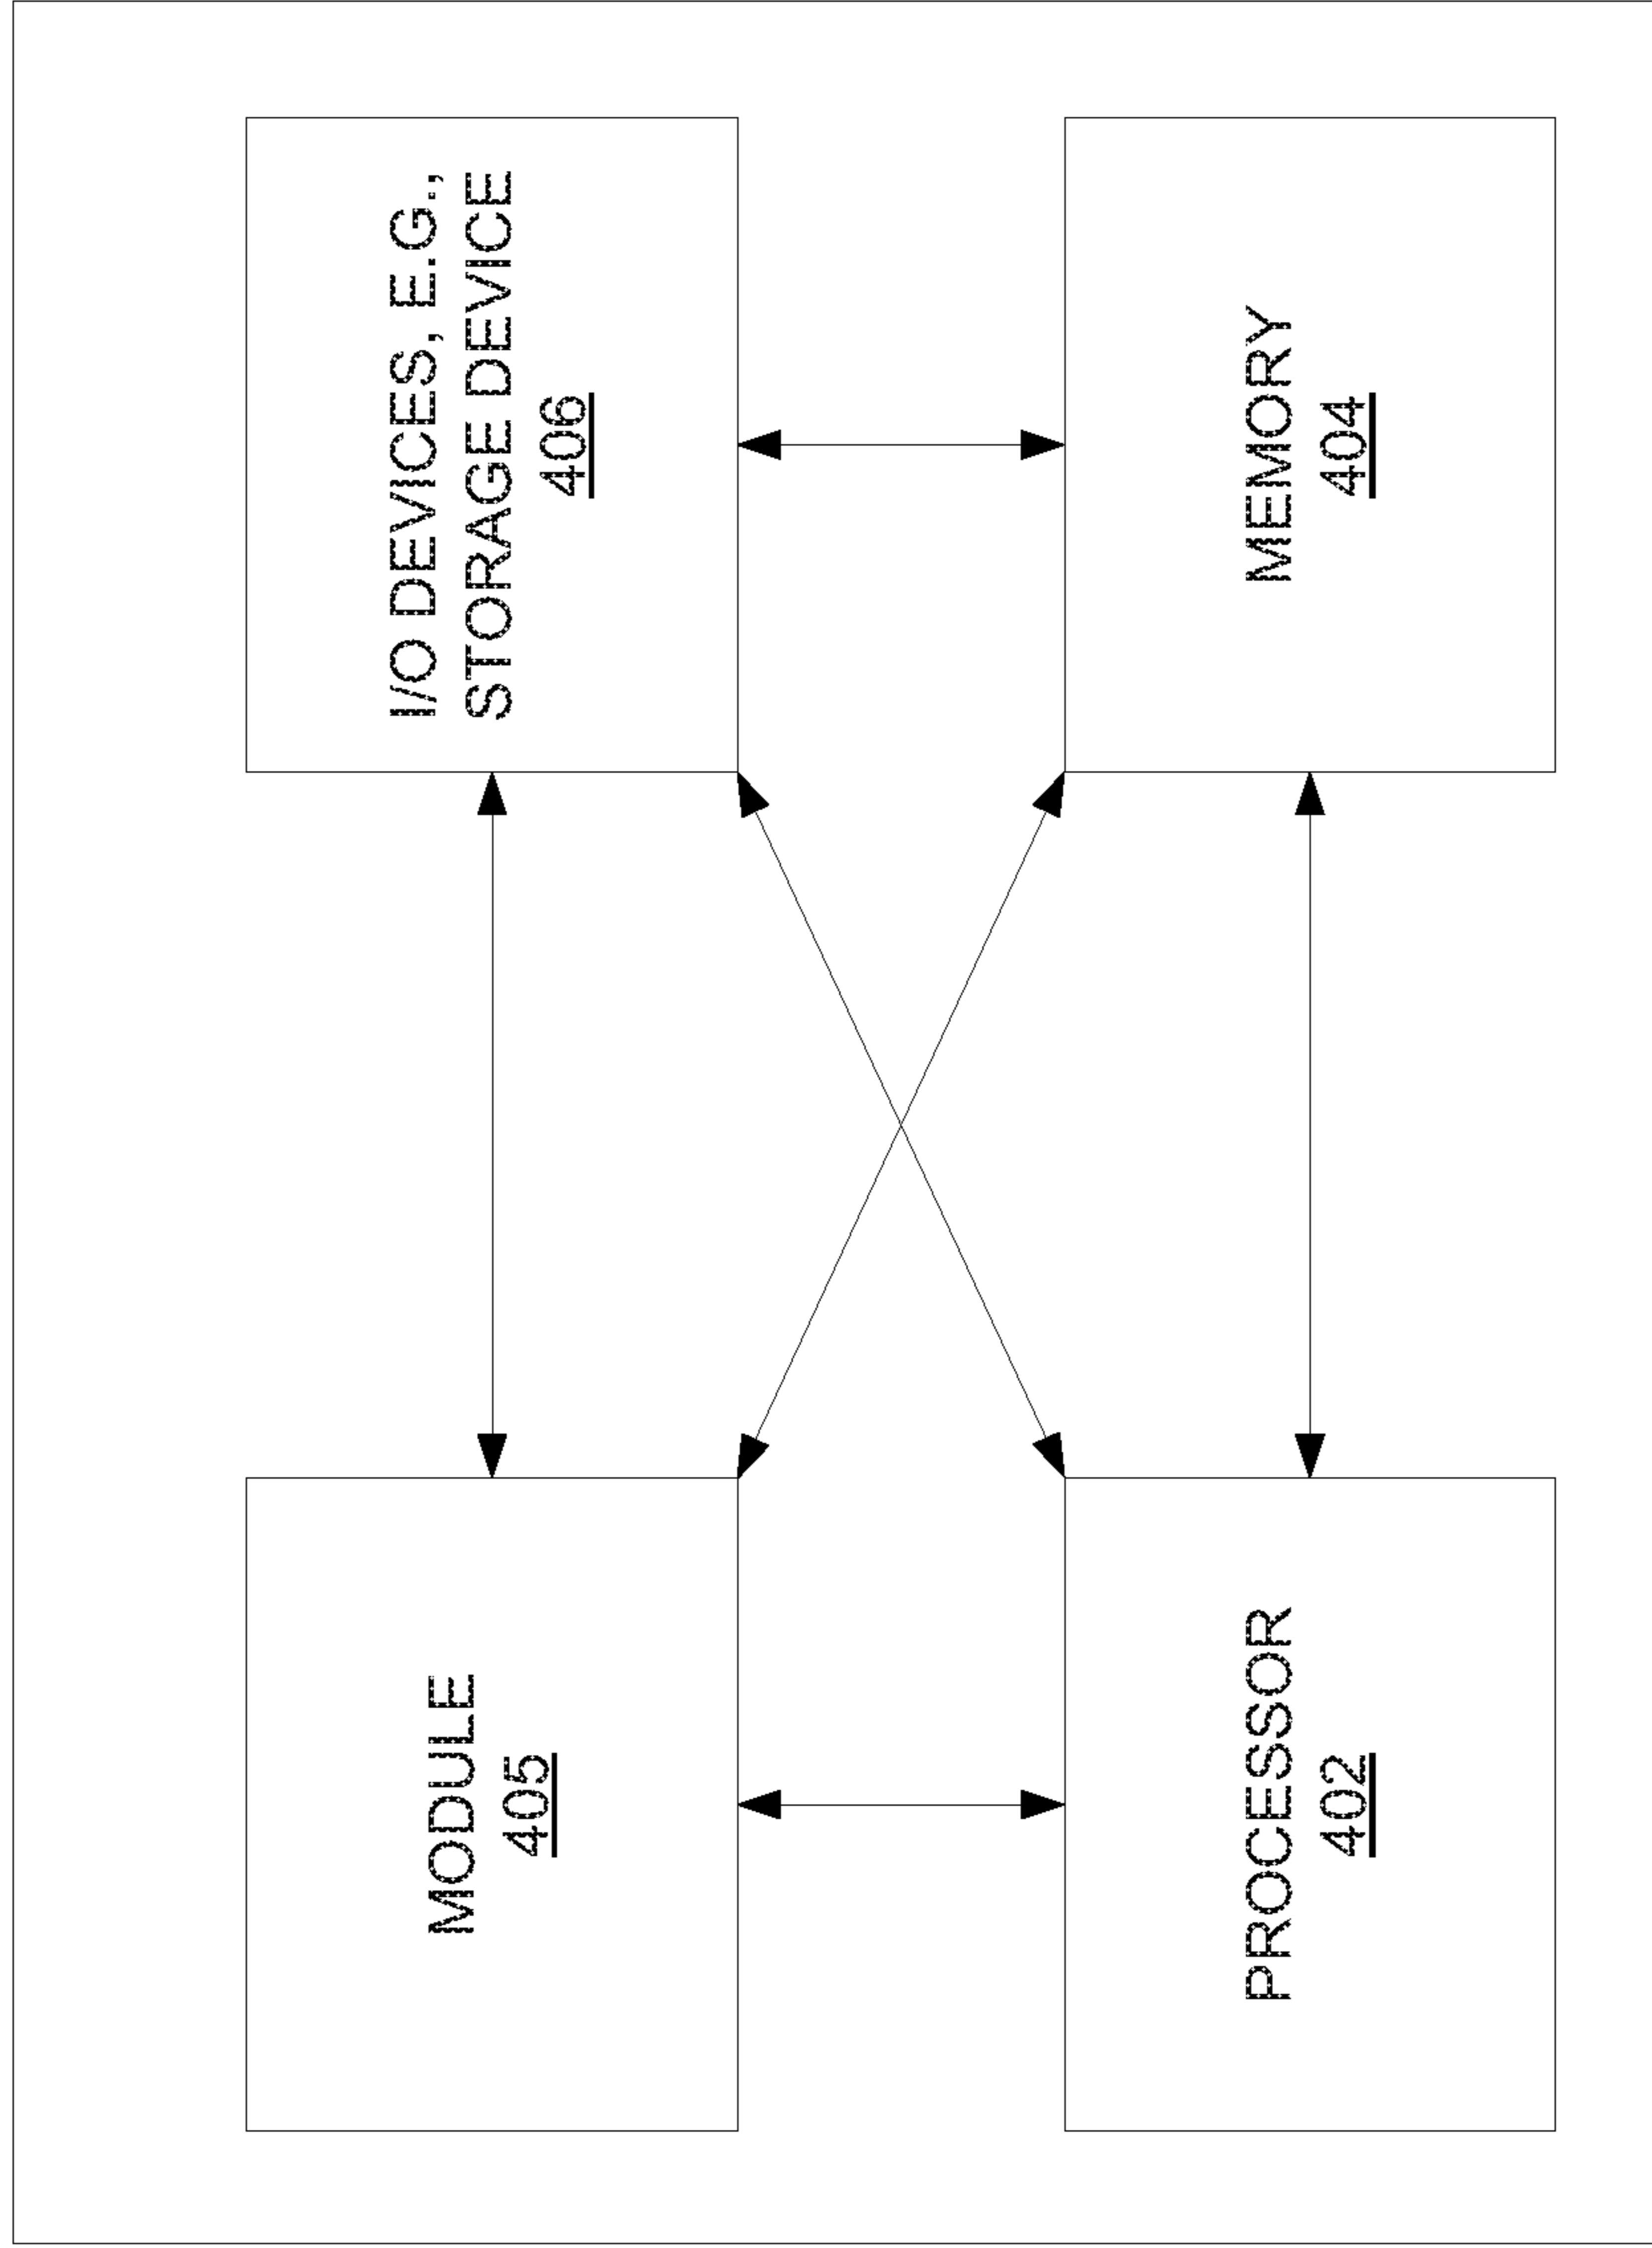 MODULE
405
I/O DEVICES, E.G.,
STORAGE DEVICE
406
PROCESSOR
402
MEMORY
404